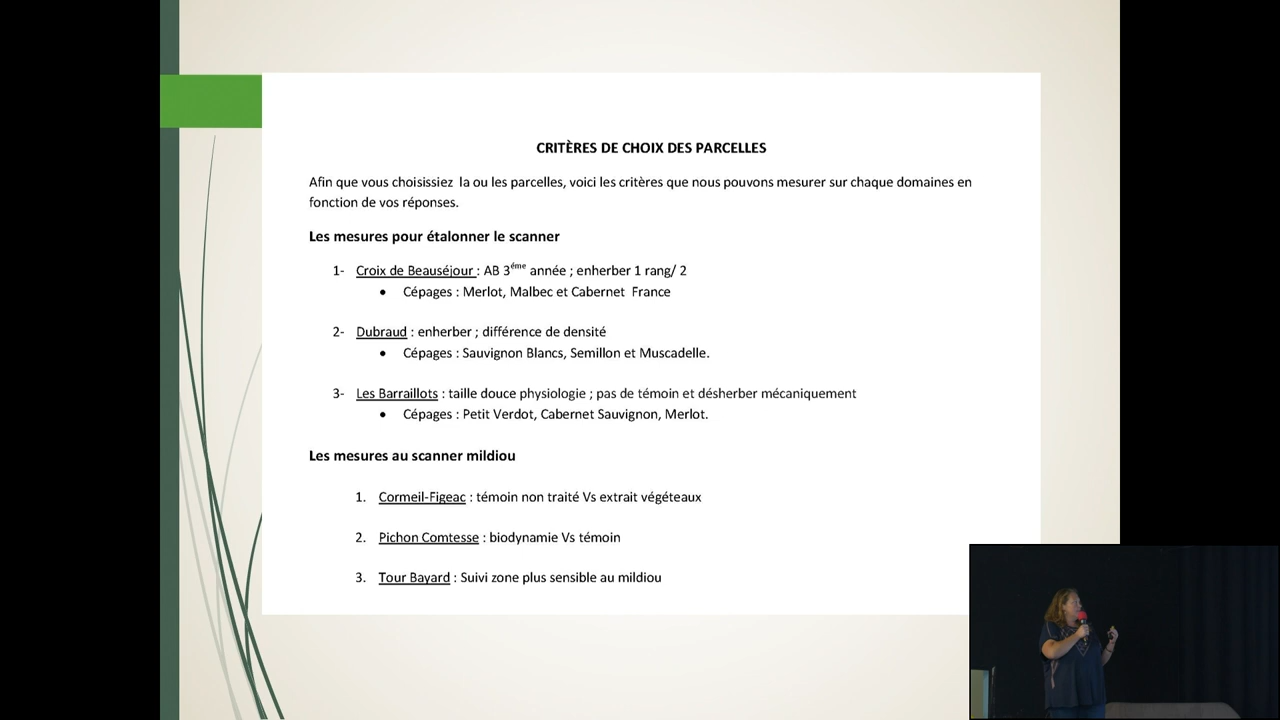 CRITÈRES DE CHOIX DES PARCELLES
Afin que vous choisissiez la ou les parcelles, voici les critères que nous pouvons mesurer sur chaque domaines en
fonction de vos réponses.
Les mesures pour étalonner le scanner
1- Croix de Beauséjour : AB 3éme année ; enherber 1 rang/ 2
• Cépages : Merlot, Malbec et Cabernet France
2- Dubraud : enherber ; différence de densité
• Cépages : Sauvignon Blancs, Semillon et Muscadelle.
3- Les Barraillots : taille douce physiologie ; pas de témoin et désherber mécaniquement
• Cépages : Petit Verdot, Cabernet Sauvignon, Merlot.
Les mesures au scanner mildiou
1. Cormeil-Figeac : témoin non traité Vs extrait végéteaux
2. Pichon Comtesse : biodynamie Vs témoin
3. Tour Bayard : Suivi zone plus sensible au mildiou